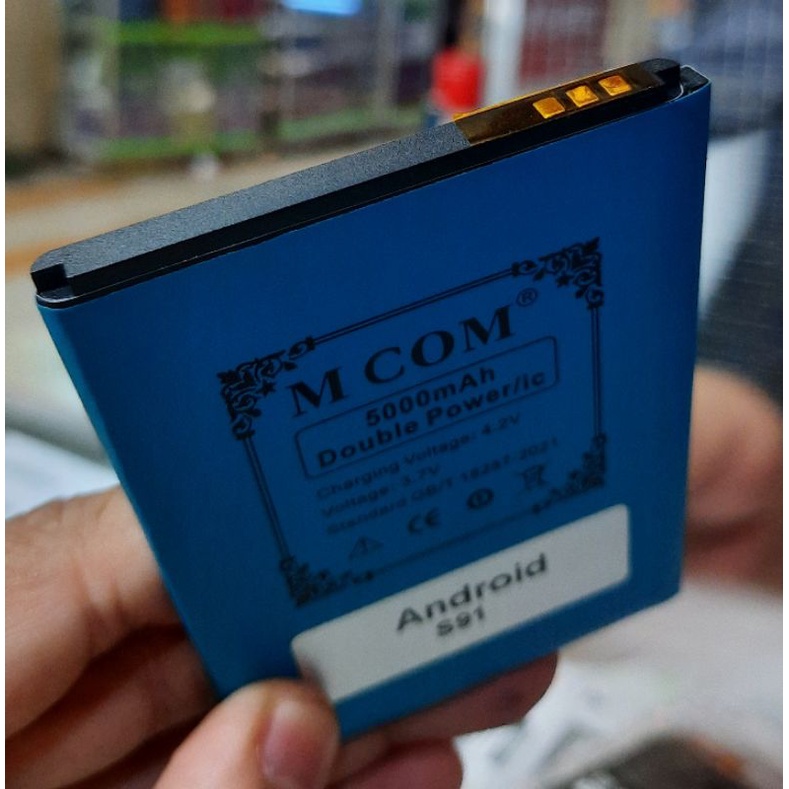 M COM®
5000mAh
Double Power/ic
Charging Voltage: 4.2V
Voltage: 3.7V
Standard GB/T 18287-2021
CE
Android
S91